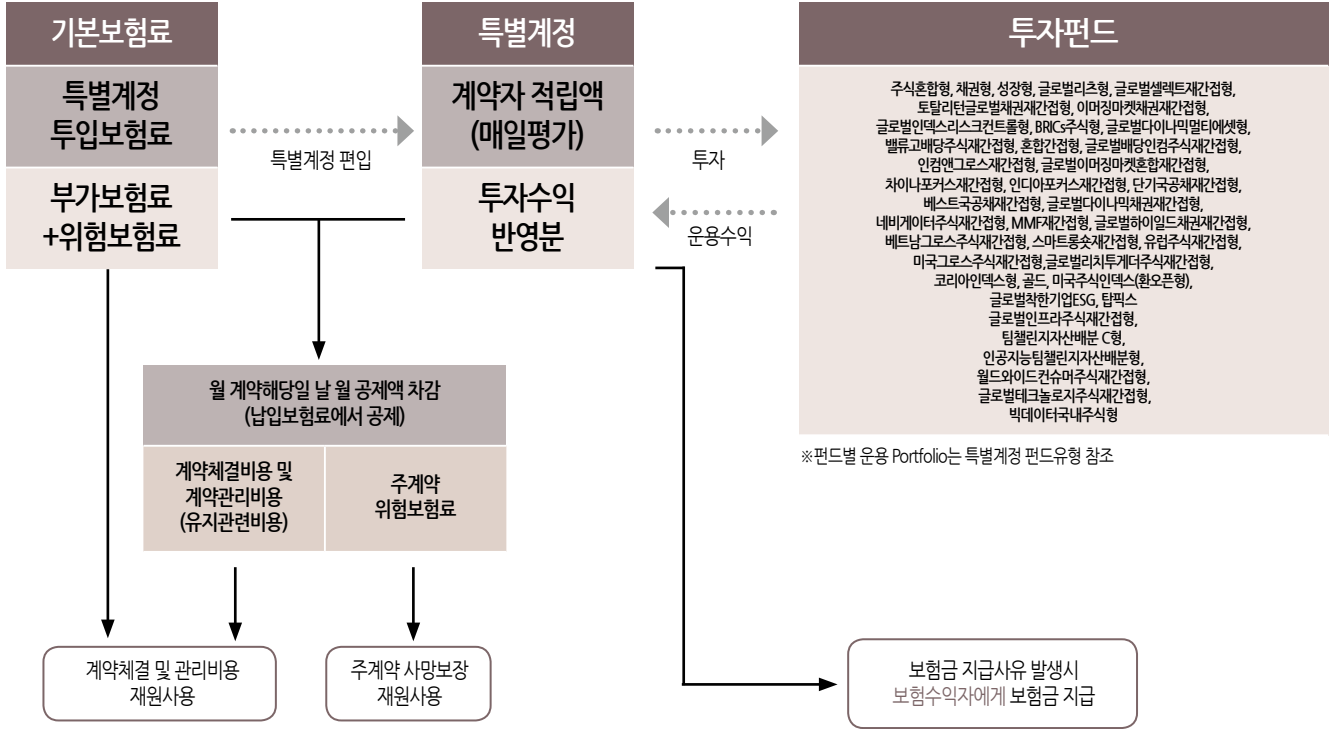 기본보험료
특별계정
투입보험료
부가보험료
+위험보험료
특별계정 편입
특별계정
계약자 적립액
(매일평가)
투자수익
반영분
투자
운용수익
투자펀드
주식혼합형, 채권형, 성장형, 글로벌리츠형, 글로벌셀렉트재간접형,
토탈리턴글로벌채권재간접형, 이머징마켓채권재간접형,
글로벌인덱스리스크컨트롤형, BRICs주식형, 글로벌다이나믹멀티에셋형,
밸류고배당주식재간접형, 혼합간접형, 글로벌배당인컴주식재간접형,
인컴앤그로스재간접형, 글로벌이머징마켓혼합재간접형,
차이나포커스재간접형, 인디아포커스재간접형, 단기국공채재간접형,
베스트국공채재간접형, 글로벌다이나믹채권재간접형,
네비게이터주식재간접형, MMF재간접형, 글로벌하이일드채권재간접형,
베트남그로스주식재간접형, 스마트롱숏재간접형, 유럽주식재간접형,
미국그로스주식재간접형,글로벌리치투게더주식재간접형,
코리아인덱스형, 골드, 미국주식인덱스(환오픈형),
글로벌착한기업ESG, 탑픽스
글로벌인프라주식재간접형,
팀챌린지자산배분 C형,
인공지능팀챌린지자산배분형,
월드와이드컨슈머주식재간접형,
글로벌테크놀로지주식재간접형,
빅데이터국내주식형
※펀드별 운용 Portfolio는 특별계정 펀드유형 참조
월 계약해당일 날 월 공제액 차감
(납입보험료에서 공제)
계약체결비용 및
계약관리비용
(유지관련비용)
주계약
위험보험료
계약체결 및 관리비용
재원사용
주계약 사망보장
재원사용
보험금 지급사유 발생시
보험수익자에게 보험금 지급